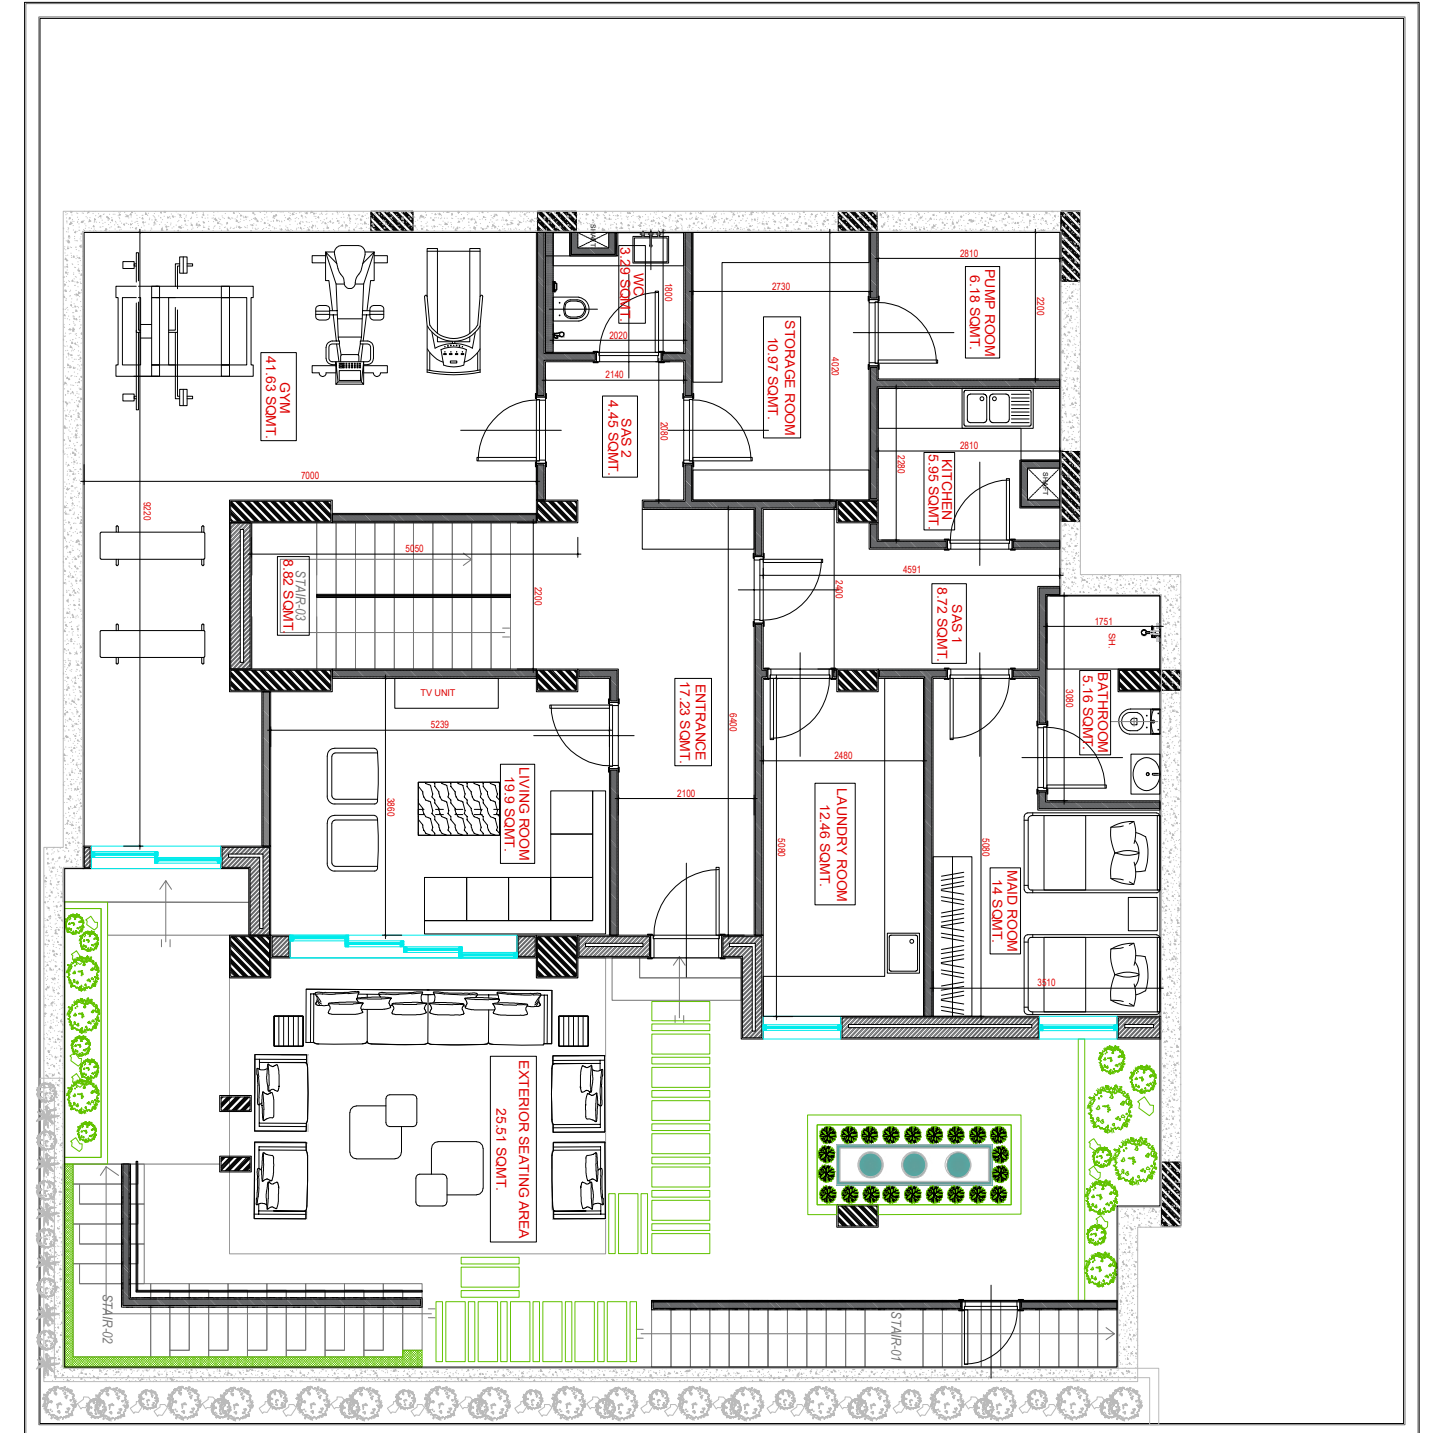 SHAFT
WC
3.29 SQMT.
1800
2020
2810
PUMP ROOM
6.18 SQMT.
2200
2730
STORAGE ROOM
10.97 SQMT.
4020
GYM
41.63 SQMT.
7000
9220
2140
SAS 2
4.45 SQMT.
2080
2810
2280
KITCHEN
5.95 SQMT.
SHAFT
5050
STAIR-03
8.82 SQMT.
2200
4591
2400
SAS 1
8.72 SQMT.
1751
SH.
3080
BATHROOM
5.16 SQMT.
TV UNIT
5239
3860
LIVING ROOM
19.9 SQMT.
ENTRANCE
17.23 SQMT.
6400
2100
2480
LAUNDRY ROOM
12.46 SQMT.
5080
5080
MAID ROOM
14 SQMT.
3510
EXTERIOR SEATING AREA
25.51 SQMT.
STAIR-02
STAIR-01